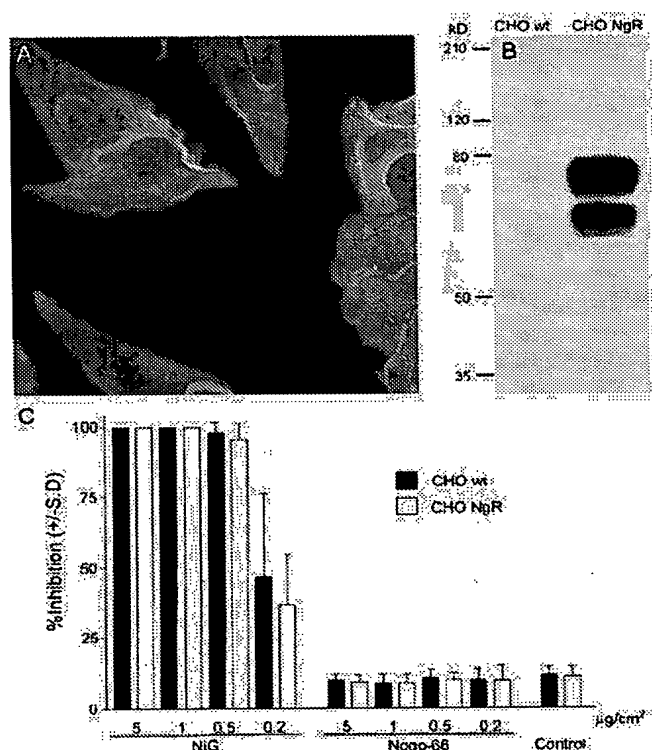 A
kD CHO wt CHO NgR
B
210
120
80
50
35
C
%Inhibition (+/-S.D)
100
75
50
25
0
CHO wt
CHO NgR
5 1 0.5 0.2 5 1 0.5 0.2 µg/cm²
NiG Nogo-66 Control